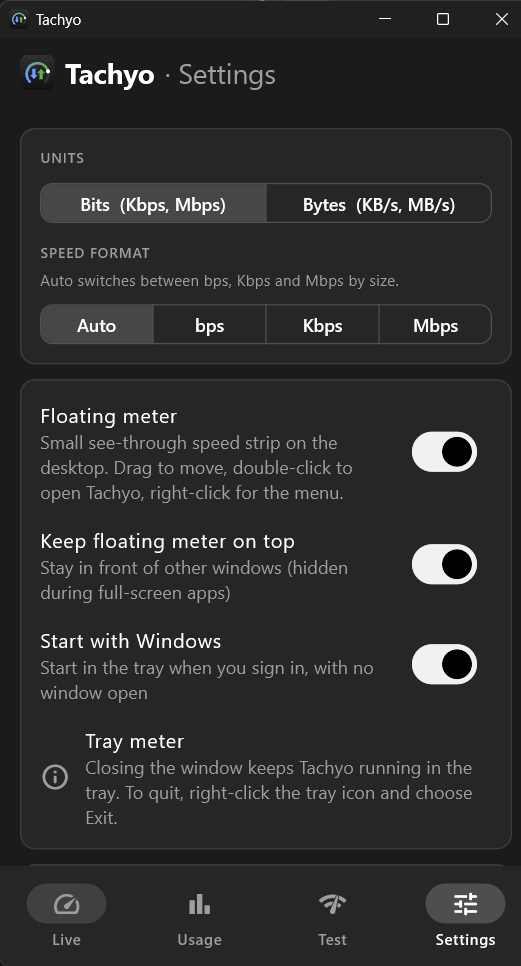 Tachyo
Tachyo · Settings
UNITS
Bits (Kbps, Mbps)
Bytes (KB/s, MB/s)
SPEED FORMAT
Auto switches between bps, Kbps and Mbps by size.
Auto
bps
Kbps
Mbps
Floating meter
Small see-through speed strip on the
desktop. Drag to move, double-click to
open Tachyo, right-click for the menu.
Keep floating meter on top
Stay in front of other windows (hidden
during full-screen apps)
Start with Windows
Start in the tray when you sign in, with no
window open
Tray meter
Closing the window keeps Tachyo running in the
tray. To quit, right-click the tray icon and choose
Exit.
Live
Usage
Test
Settings